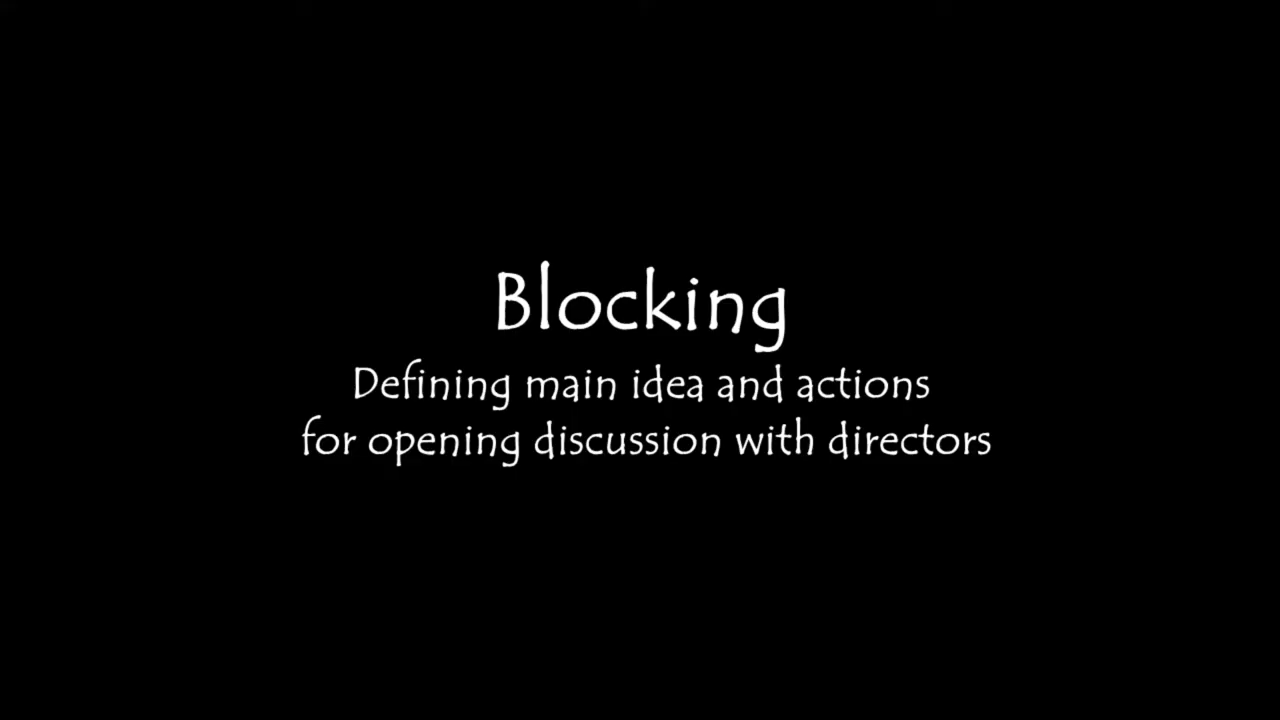 Blocking
Defining main idea and actions
for opening discussion with directors